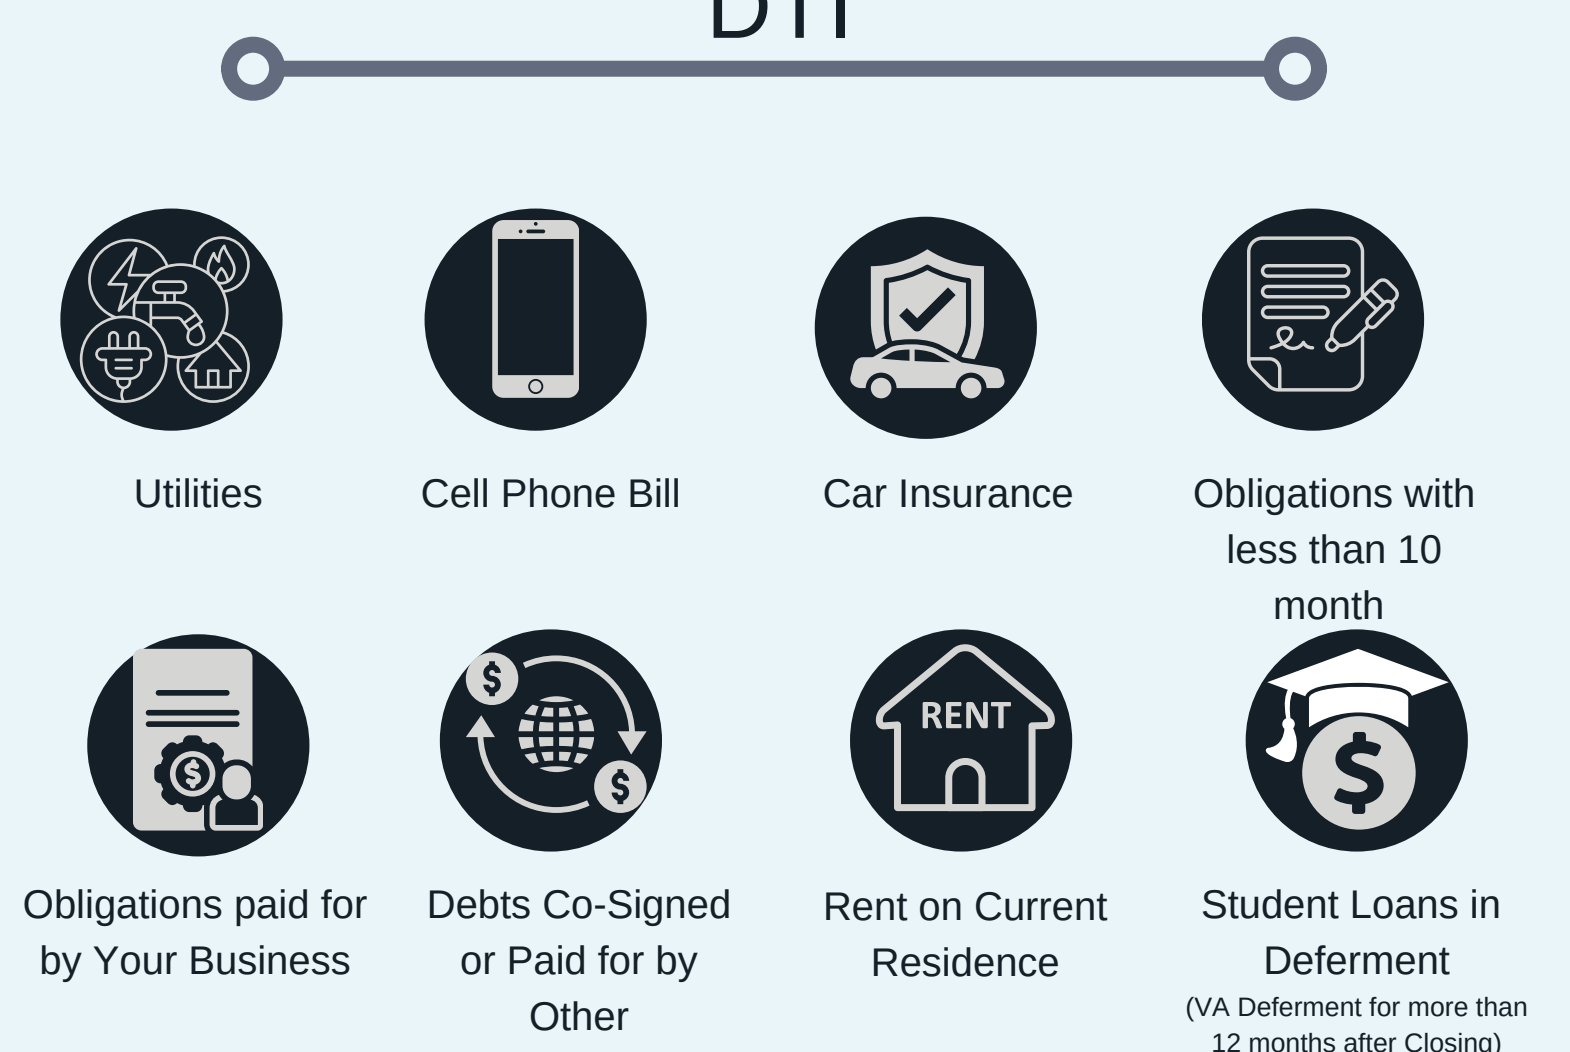 DTI
Utilities
Cell Phone Bill
Car Insurance
Obligations with
less than 10
month
RENT
Obligations paid for
by Your Business
Debts Co-Signed
or Paid for by
Other
Rent on Current
Residence
Student Loans in
Deferment
(VA Deferment for more than
12 months after Closing)